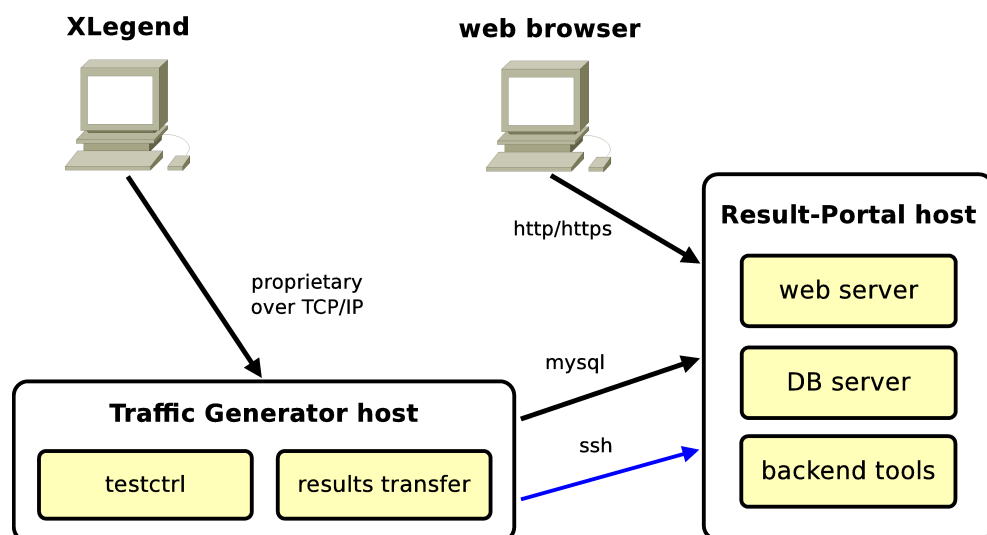 XLegend
web browser
http/https
Result-Portal host
proprietary
over TCP/IP
web server
mysql
DB server
Traffic Generator host
ssh
testctrl
results transfer
backend tools